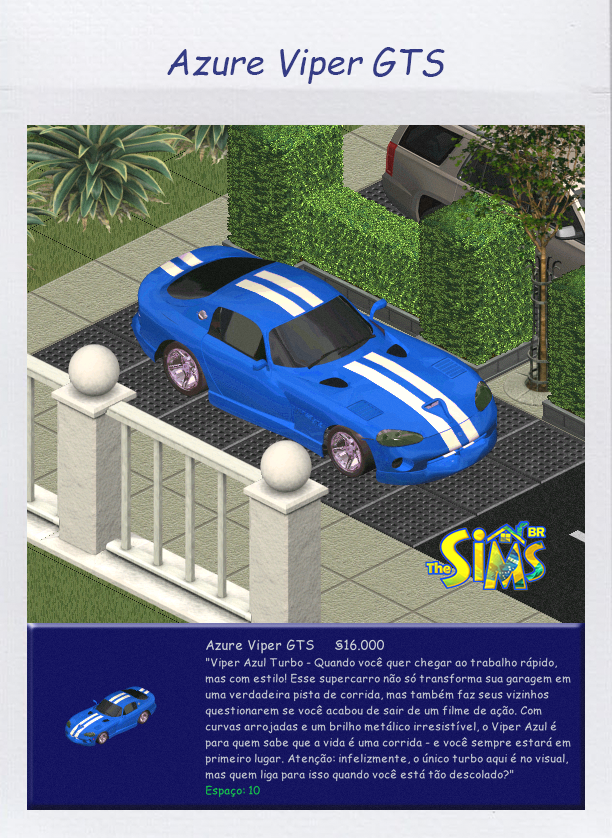 Azure Viper GTS
The SiMS BR
Azure Viper GTS $16.000
"Viper Azul Turbo - Quando você quer chegar ao trabalho rápido,
mas com estilo! Esse supercarro não só transforma sua garagem em
uma verdadeira pista de corrida, mas também faz seus vizinhos
questionarem se você acabou de sair de um filme de ação. Com
curvas arrojadas e um brilho metálico irresistível, o Viper Azul é
para quem sabe que a vida é uma corrida - e você sempre estará em
primeiro lugar. Atenção: infelizmente, o único turbo aqui é no visual,
mas quem liga para isso quando você está tão descolado?"
Espaço: 10